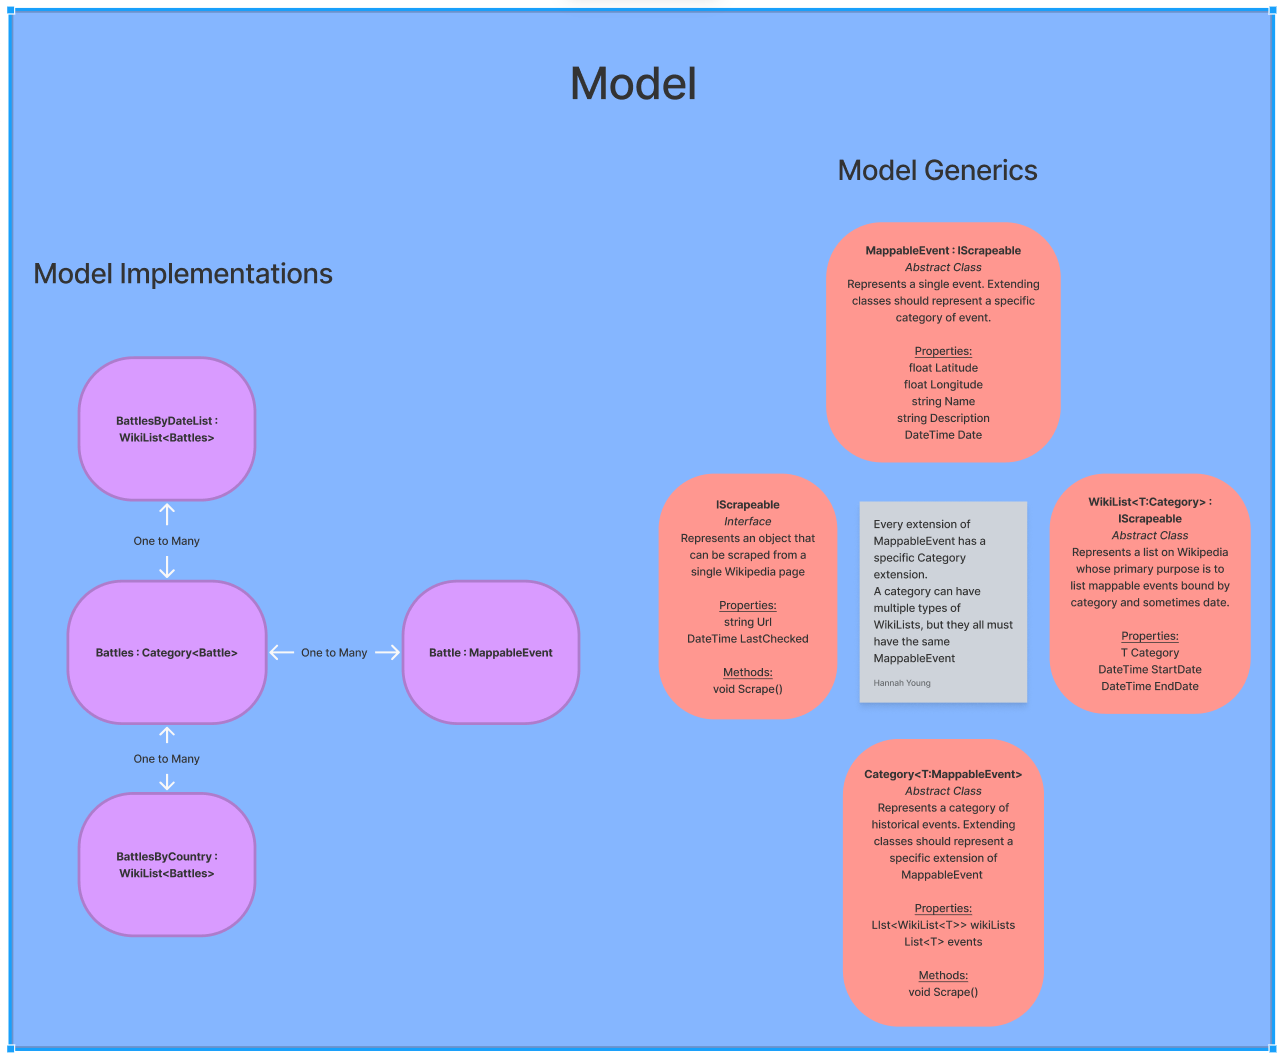 Model
Model Generics
Model Implementations
MappableEvent : IScrapeable
Abstract Class
Represents a single event. Extending
classes should represent a specific
category of event.
Properties:
float Latitude
float Longitude
string Name
string Description
DateTime Date
BattlesByDateList :
WikiList<Battles>
One to Many
Battles : Category<Battle>
One to Many
Battle : MappableEvent
One to Many
BattlesByCountry :
WikiList<Battles>
IScrapeable
Interface
Represents an object that
can be scraped from a
single Wikipedia page
Properties:
string Url
DateTime LastChecked
Methods:
void Scrape()
Every extension of
MappableEvent has a
specific Category
extension.
A category can have
multiple types of
WikiLists, but they all must
have the same
MappableEvent
Hannah Young
WikiList<T:Category> :
IScrapeable
Abstract Class
Represents a list on Wikipedia
whose primary purpose is to
list mappable events bound by
category and sometimes date.
Properties:
T Category
DateTime StartDate
DateTime EndDate
Category<T:MappableEvent>
Abstract Class
Represents a category of
historical events. Extending
classes should represent a
specific extension of
MappableEvent
Properties:
LIst<WikiList<T>> wikiLists
List<T> events
Methods:
void Scrape()